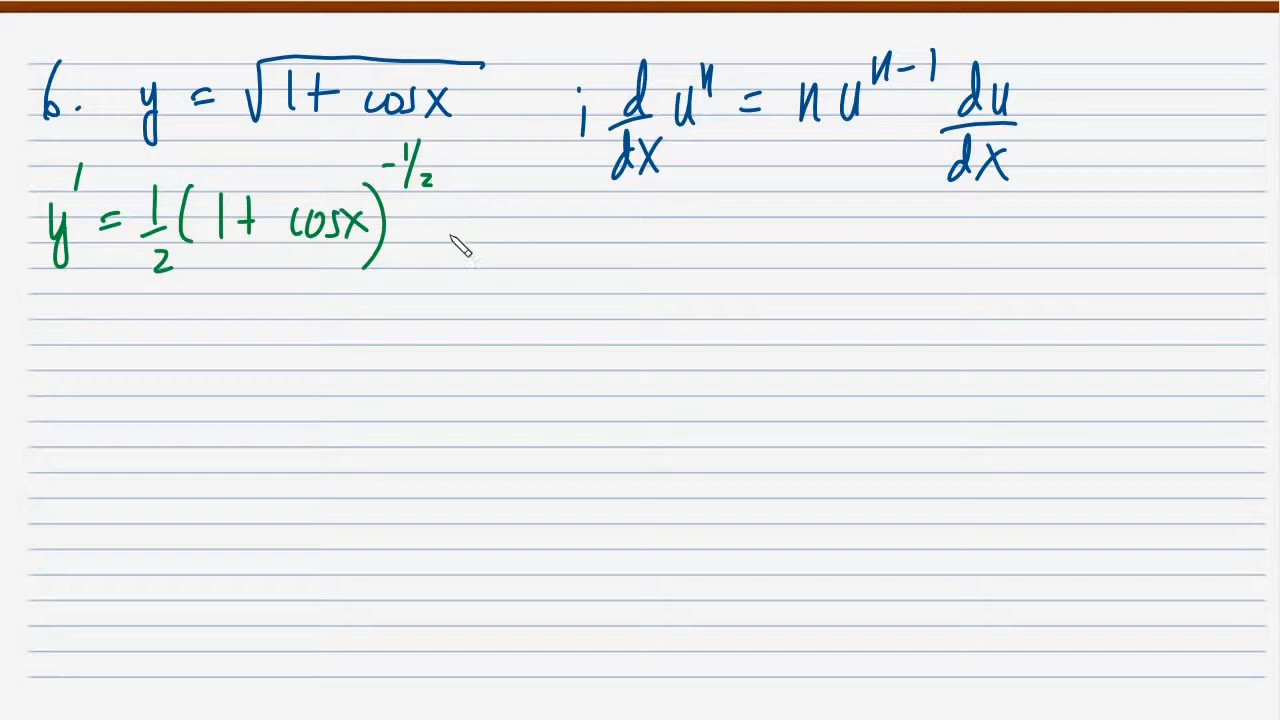 6. y = √(1 + cosx) ; d/dx uⁿ = n uⁿ⁻¹ du/dx
y' = 1/2 (1 + cosx)^(-1/2)